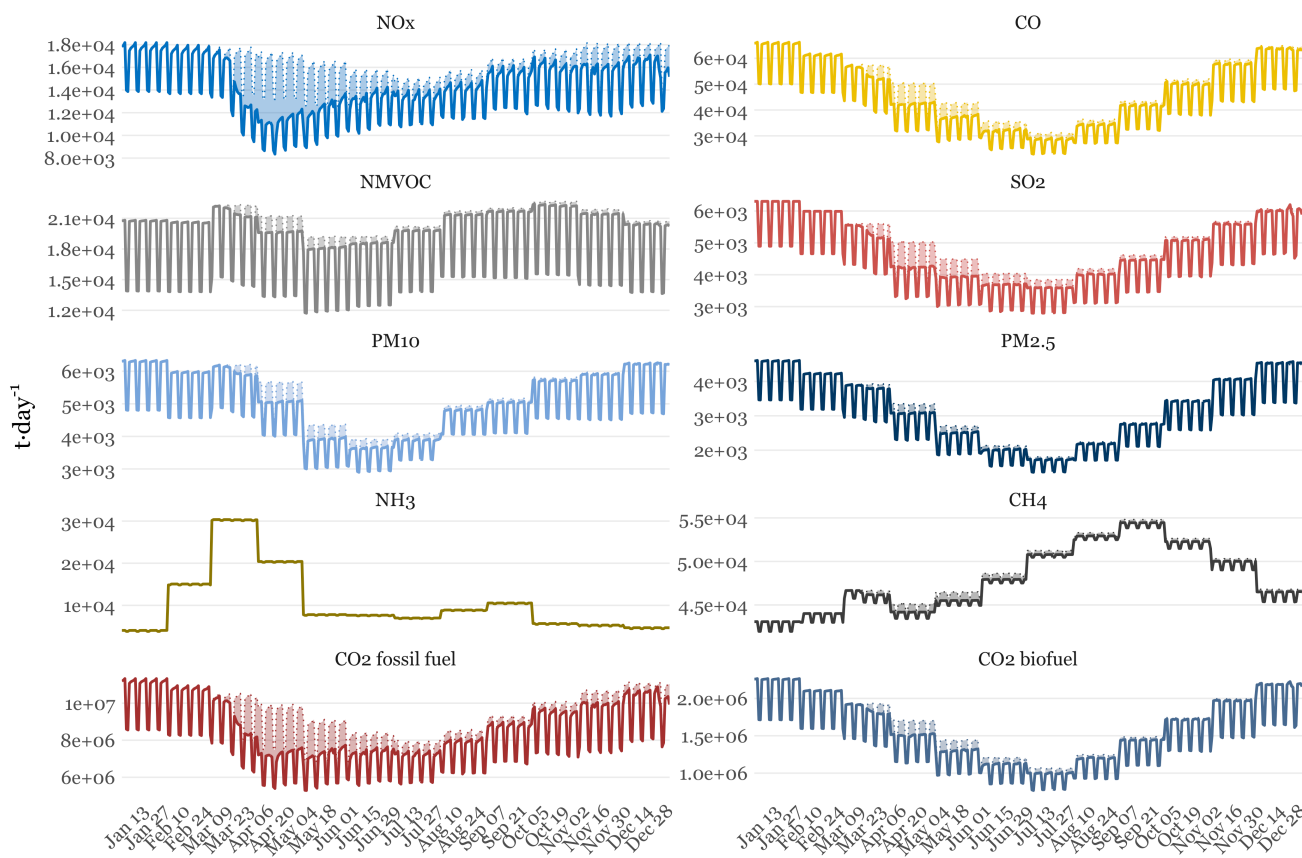 NOx
1.8e+04
1.6e+04
1.4e+04
1.2e+04
1.0e+04
8.0e+03
CO
6e+04
5e+04
4e+04
3e+04
NMVOC
2.1e+04
1.8e+04
1.5e+04
1.2e+04
SO2
6e+03
5e+03
4e+03
3e+03
PM10
6e+03
5e+03
4e+03
3e+03
PM2.5
4e+03
3e+03
2e+03
NH3
3e+04
2e+04
1e+04
CH4
5.5e+04
5.0e+04
4.5e+04
CO2 fossil fuel
1e+07
8e+06
6e+06
CO2 biofuel
2.0e+06
1.5e+06
1.0e+06
t·day⁻¹
Jan 13
Jan 27
Feb 10
Feb 24
Mar 09
Mar 23
Apr 06
Apr 20
May 04
May 18
Jun 01
Jun 15
Jun 29
Jul 13
Jul 27
Aug 10
Aug 24
Sep 07
Sep 21
Oct 05
Oct 19
Nov 02
Nov 16
Nov 30
Dec 14
Dec 28
Jan 13
Jan 27
Feb 10
Feb 24
Mar 09
Mar 23
Apr 06
Apr 20
May 04
May 18
Jun 01
Jun 15
Jun 29
Jul 13
Jul 27
Aug 10
Aug 24
Sep 07
Sep 21
Oct 05
Oct 19
Nov 02
Nov 16
Nov 30
Dec 14
Dec 28